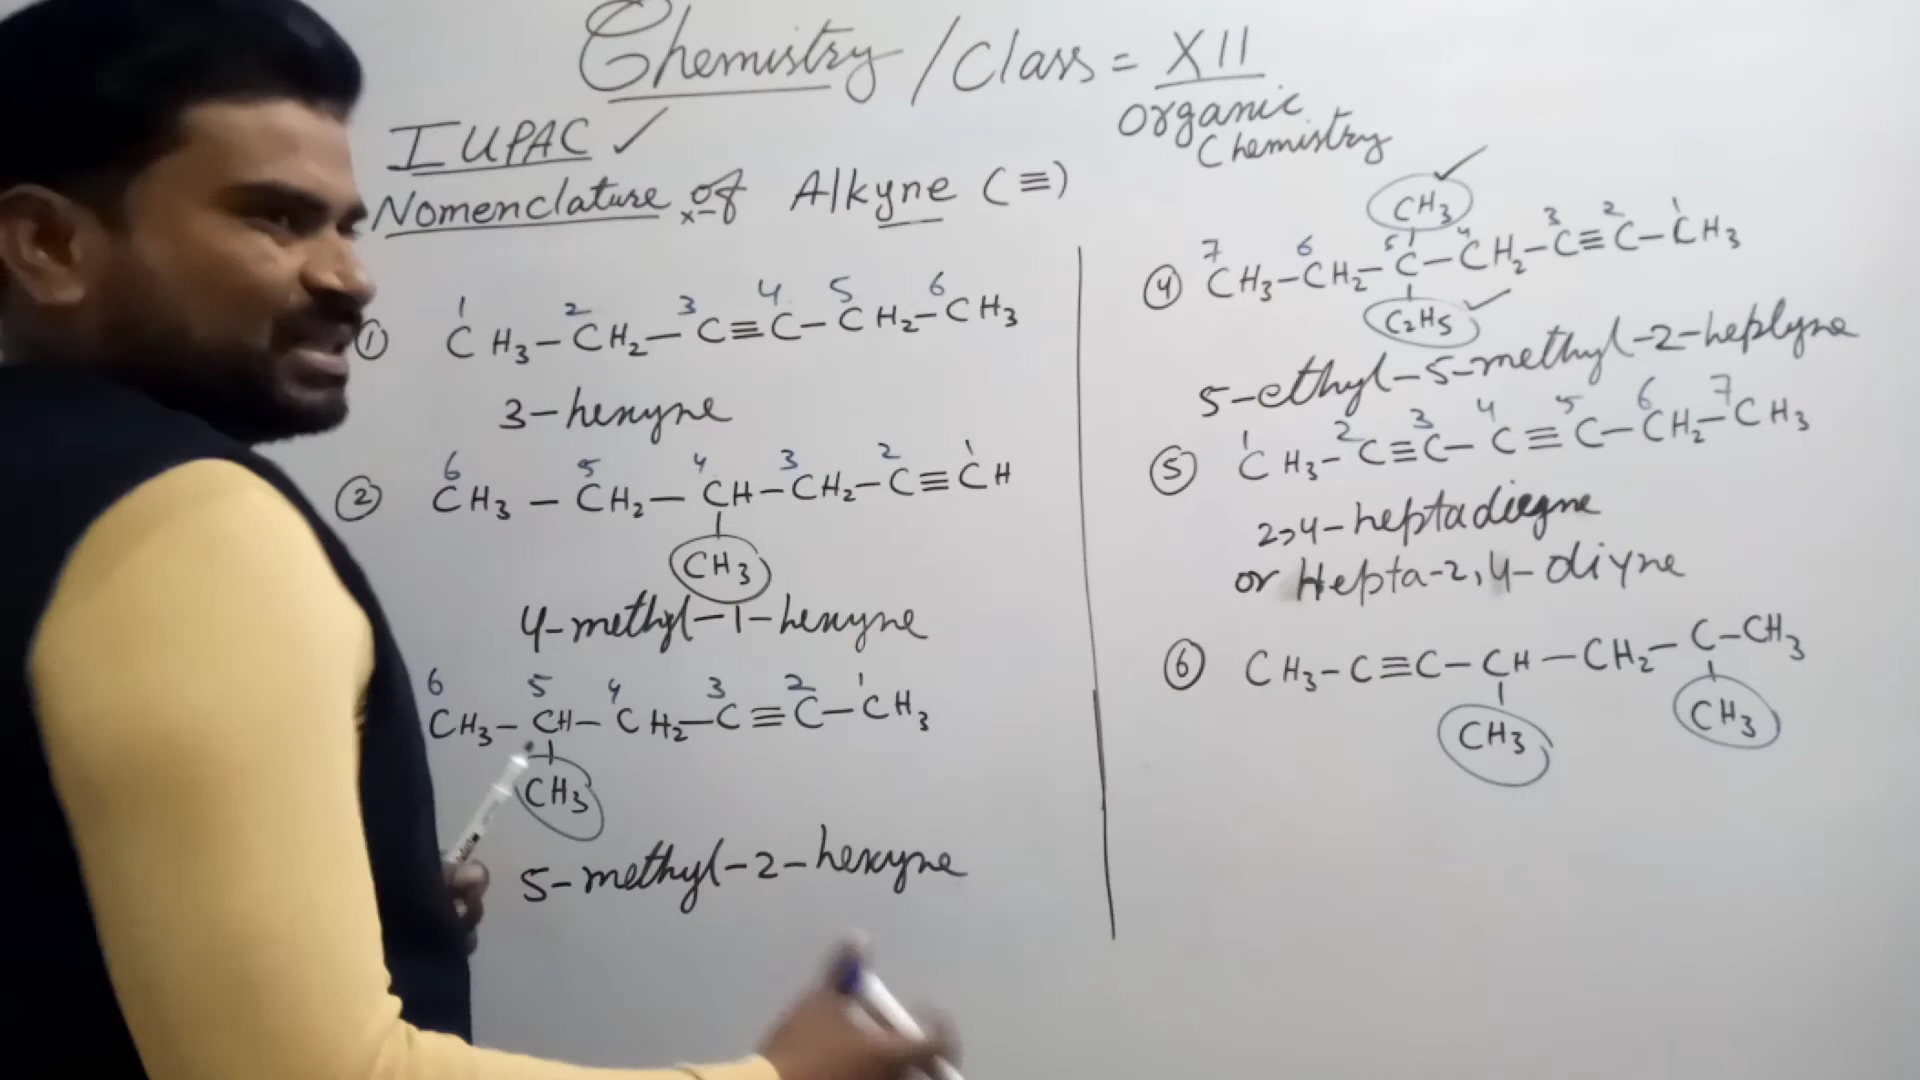 Chemistry / Class = XII
Organic
Chemistry
IUPAC ✓
Nomenclature of Alkyne (≡)
1 2 3 4 5 6
① CH3–CH2–C≡C–CH2–CH3
3-hexyne
6 5 4 3 2 1
② CH3–CH2–CH–CH2–C≡CH
CH3
4-methyl-1-hexyne
6 5 4 3 2 1
CH3–CH–CH2–C≡C–CH3
CH3
5-methyl-2-hexyne
CH3 ✓
7 6 5 4 3 2 1
④ CH3–CH2–C–CH2–C≡C–CH3
C2H5 ✓
5-ethyl-5-methyl-2-heplyne
1 2 3 4 5 6 7
⑤ CH3–C≡C–C≡C–CH2–CH3
or Hepta-2,4-diyne
⑥ CH3–C≡C–CH–CH2–C–CH3
CH3 CH3